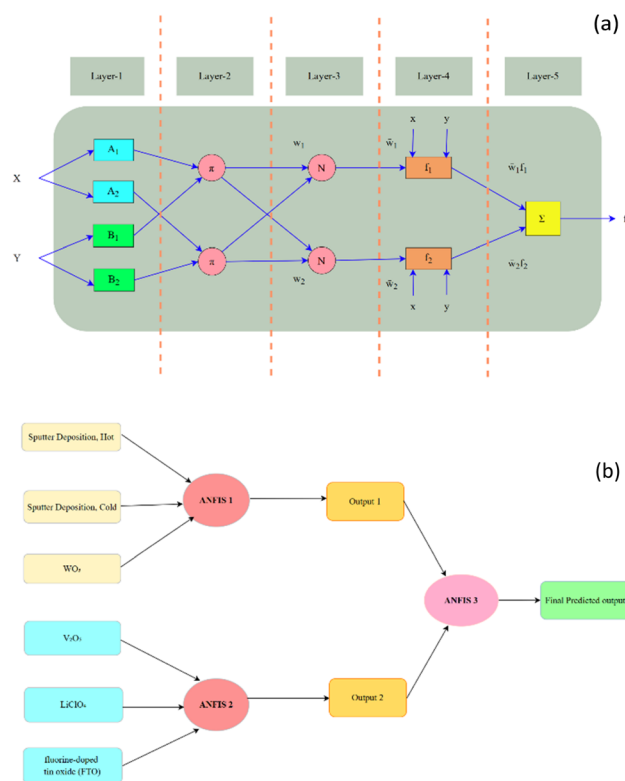 (a)
Layer-1 Layer-2 Layer-3 Layer-4 Layer-5
x y
w₁ w̄₁
A₁ π N f₁ w̄₁f₁
X
A₂
Σ f
B₁
Y
B₂ π N f₂ w̄₂f₂
w₂ w̄₂
x y
(b)
Sputter Deposition, Hot
ANFIS 1 Output 1
Sputter Deposition, Cold
ANFIS 3 Final Predicted output
V₂O₅
LiClO₄ ANFIS 2 Output 2
fluorine-doped
tin oxide (FTO)